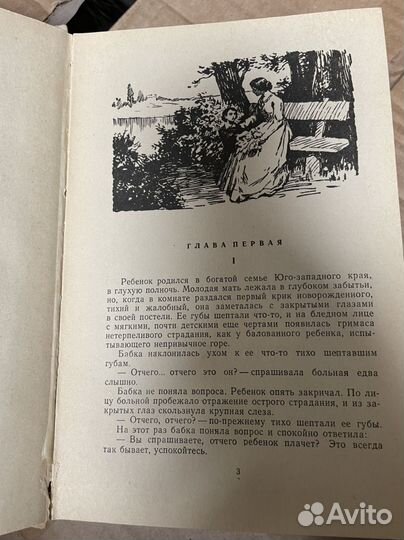 ГЛАВА ПЕРВАЯ
I
Ребенок родился в богатой семье Юго-западного края,
в глухую полночь. Молодая мать лежала в глубоком забытьи,
но, когда в комнате раздался первый крик новорожденного,
тихий и жалобный, она заметалась с закрытыми глазами
в своей постели. Ее губы шептали что-то, и на бледном лице
с мягкими, почти детскими еще чертами появилась гримаса
нетерпеливого страдания, как у балованного ребенка, ис-
пытывающего непривычное горе.
Бабка наклонилась ухом к ее что-то тихо шептавшим
губам.
— Отчего... отчего это он? — спрашивала больная едва
слышно.
Бабка не поняла вопроса. Ребенок опять закричал. По ли-
цу больной пробежало отражение острого страдания, и из за-
крытых глаз скользнула крупная слеза.
— Отчего, отчего? — по-прежнему тихо шептали ее губы.
На этот раз бабка поняла вопрос и спокойно ответила:
— Вы спрашиваете, отчего ребенок плачет? Это всегда
так бывает, успокойтесь.
3
Avito